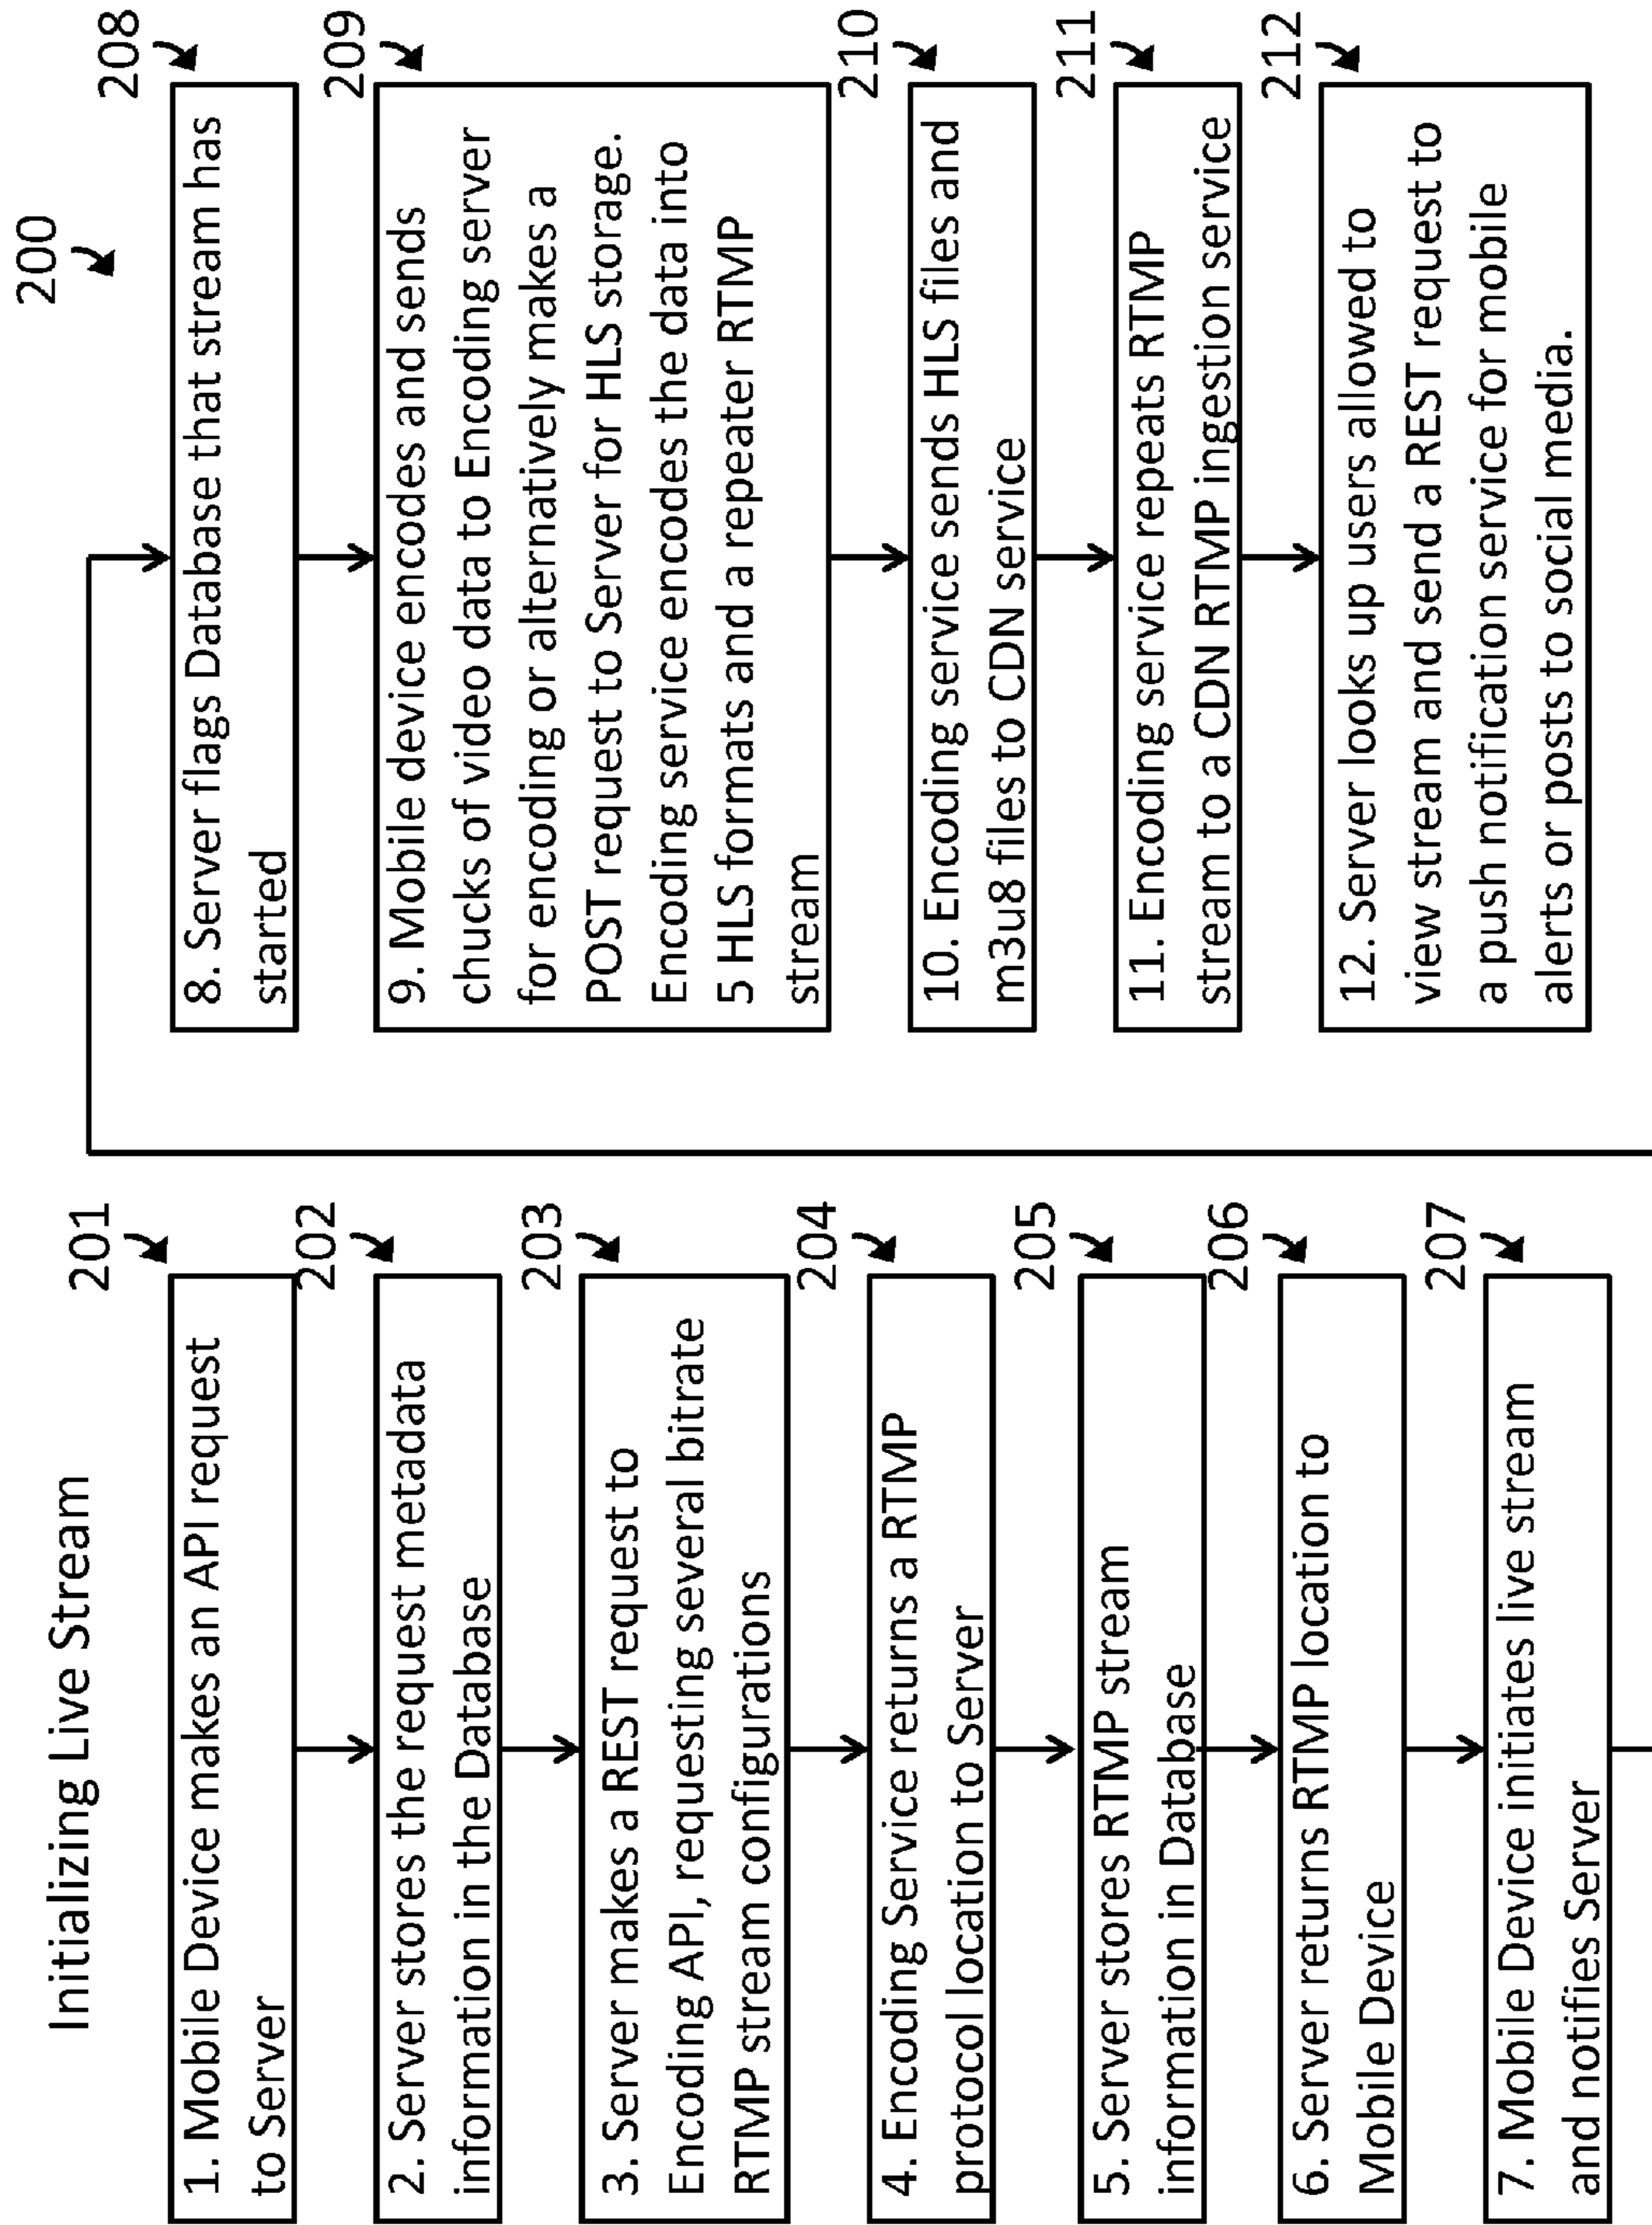 Initializing Live Stream
200
201
1. Mobile Device makes an API request
to Server
202
2. Server stores the request metadata
information in the Database
203
3. Server makes a REST request to
Encoding API, requesting several bitrate
RTMP stream configurations
204
4. Encoding Service returns a RTMP
protocol location to Server
205
5. Server stores RTMP stream
information in Database
206
6. Server returns RTMP location to
Mobile Device
207
7. Mobile Device initiates live stream
and notifies Server
208
8. Server flags Database that stream has
started
209
9. Mobile device encodes and sends
chucks of video data to Encoding server
for encoding or alternatively makes a
POST request to Server for HLS storage.
Encoding service encodes the data into
5 HLS formats and a repeater RTMP
stream
210
10. Encoding service sends HLS files and
m3u8 files to CDN service
211
11. Encoding service repeats RTMP
stream to a CDN RTMP ingestion service
212
12. Server looks up users allowed to
view stream and send a REST request to
a push notification service for mobile
alerts or posts to social media.